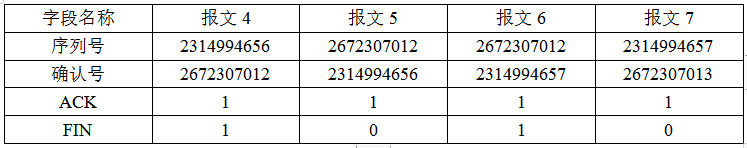 字段名称 报文 4 报文 5 报文 6 报文 7
序列号 2314994656 2672307012 2672307012 2314994657
确认号 2672307012 2314994656 2314994657 2672307013
ACK 1 1 1 1
FIN 1 0 1 0